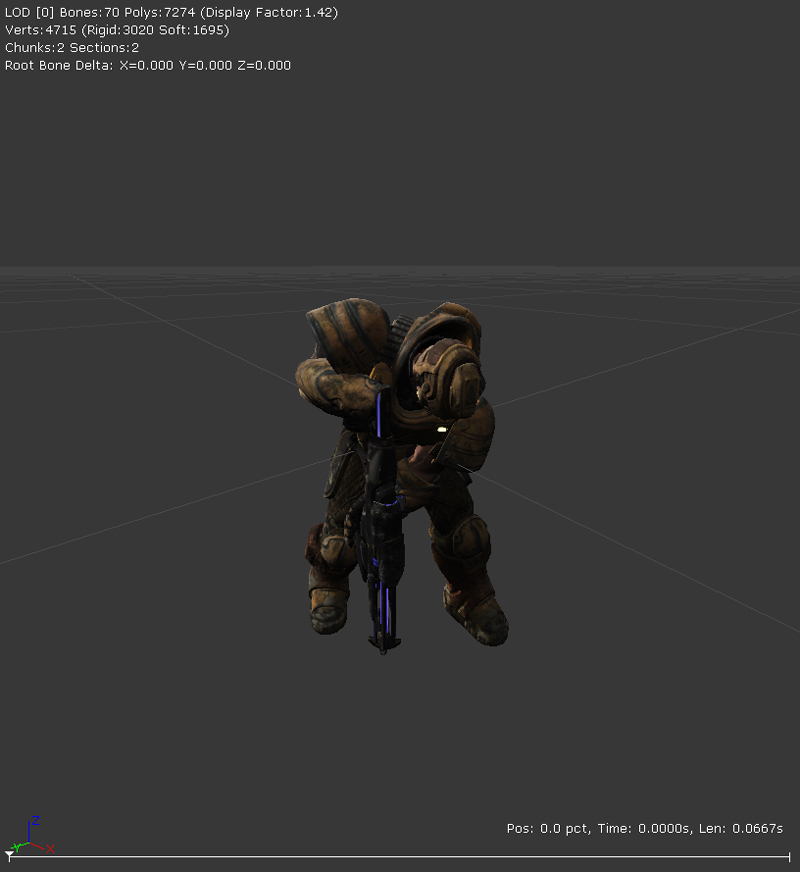 LOD [0] Bones:70 Polys:7274 (Display Factor:1.42)
Verts:4715 (Rigid:3020 Soft:1695)
Chunks:2 Sections:2
Root Bone Delta: X=0.000 Y=0.000 Z=0.000
Z
Y X
Pos: 0.0 pct, Time: 0.0000s, Len: 0.0667s